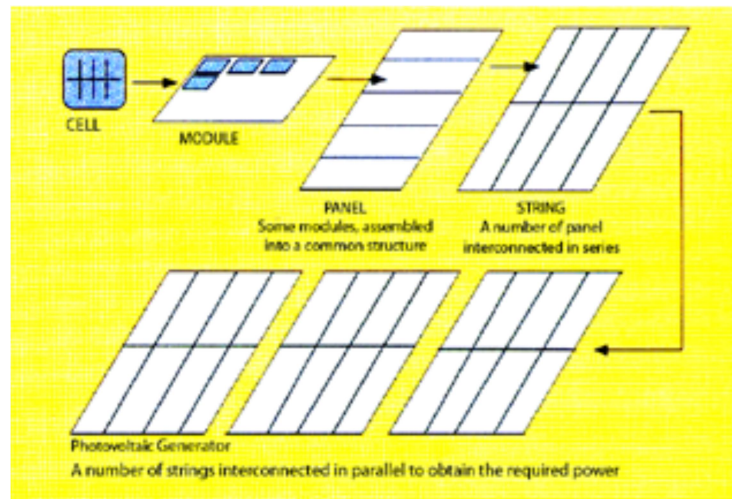 CELL
MODULE
PANEL
Some modules, assembled
into a common structure
STRING
A number of panel
interconnected in series
Photovoltaic Generator
A number of strings interconnected in parallel to obtain the required power